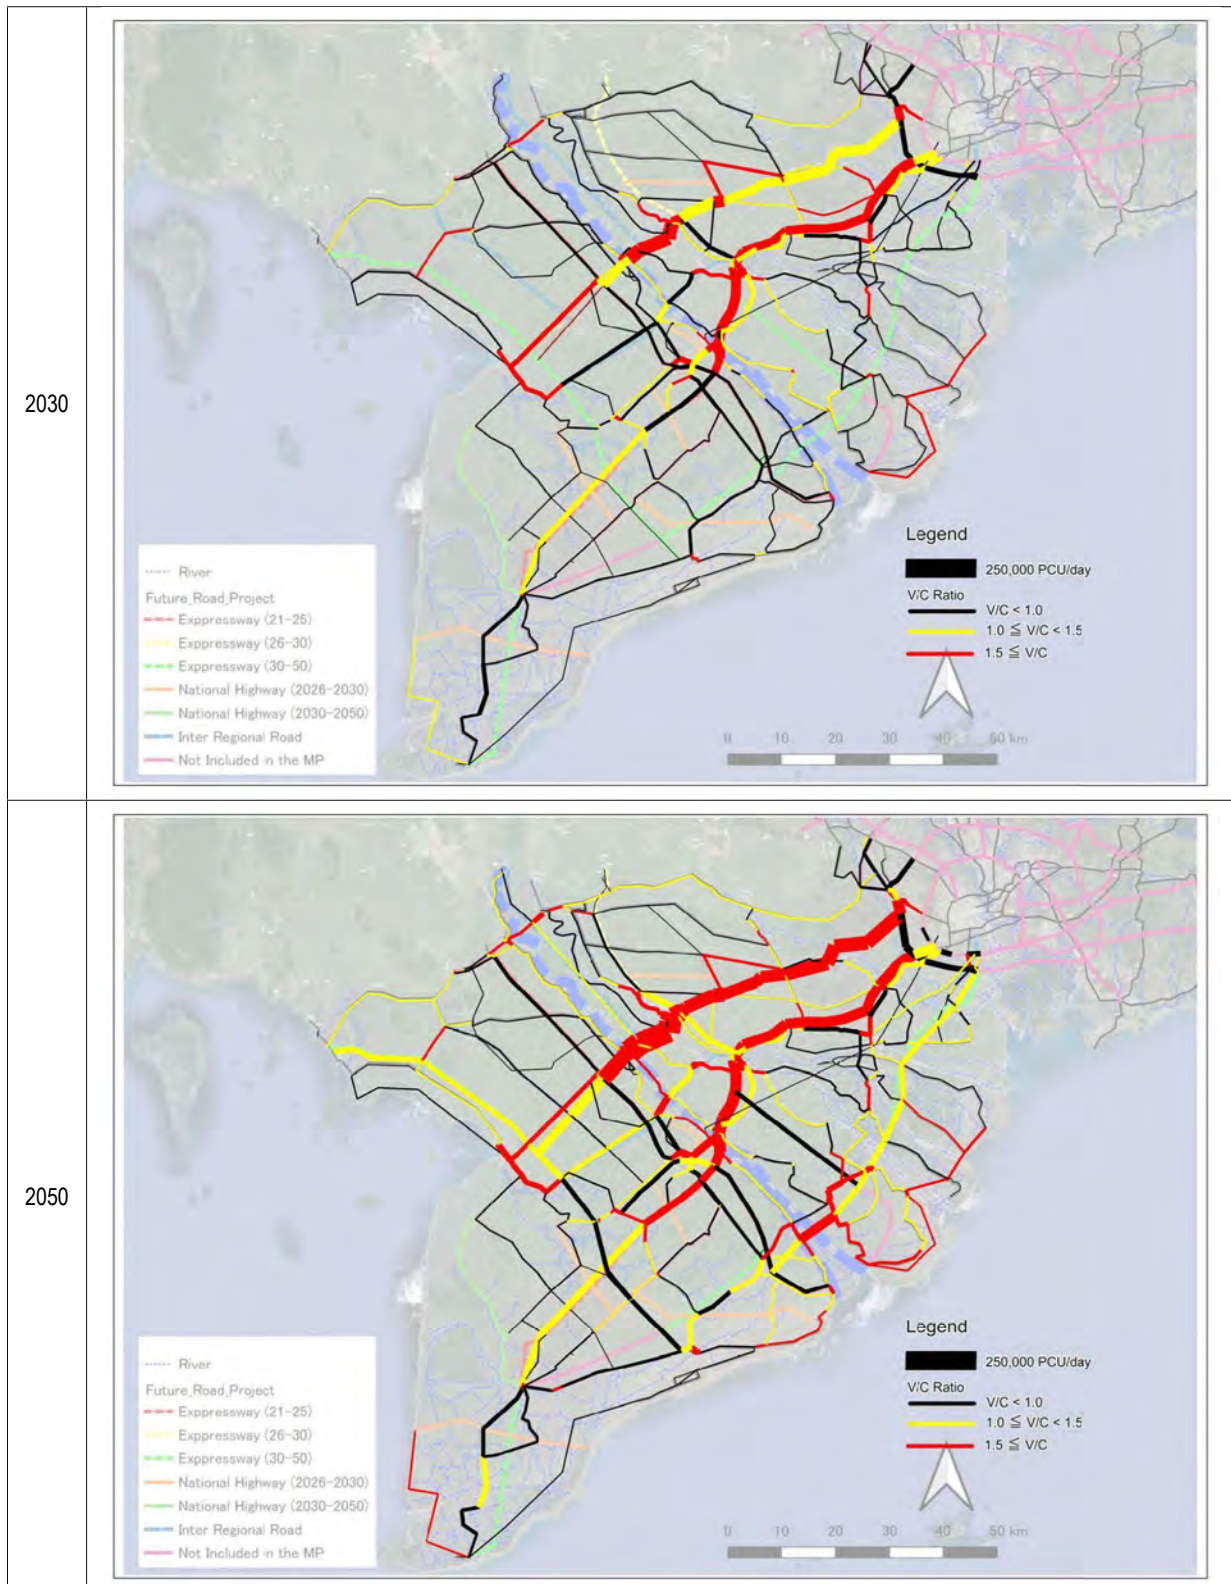 2030
River
Future_Road_Project
Exppressway (21-25)
Exppressway (26-30)
Exppressway (30-50)
National Highway (2026-2030)
National Highway (2030-2050)
Inter Regional Road
Not Included in the MP
Legend
250,000 PCU/day
V/C Ratio
V/C < 1.0
1.0 ≦ V/C < 1.5
1.5 ≦ V/C
0 10 20 30 40 50 km
2050
River
Future_Road_Project
Exppressway (21-25)
Exppressway (26-30)
Exppressway (30-50)
National Highway (2026-2030)
National Highway (2030-2050)
Inter Regional Road
Not Included in the MP
Legend
250,000 PCU/day
V/C Ratio
V/C < 1.0
1.0 ≦ V/C < 1.5
1.5 ≦ V/C
0 10 20 30 40 50 km